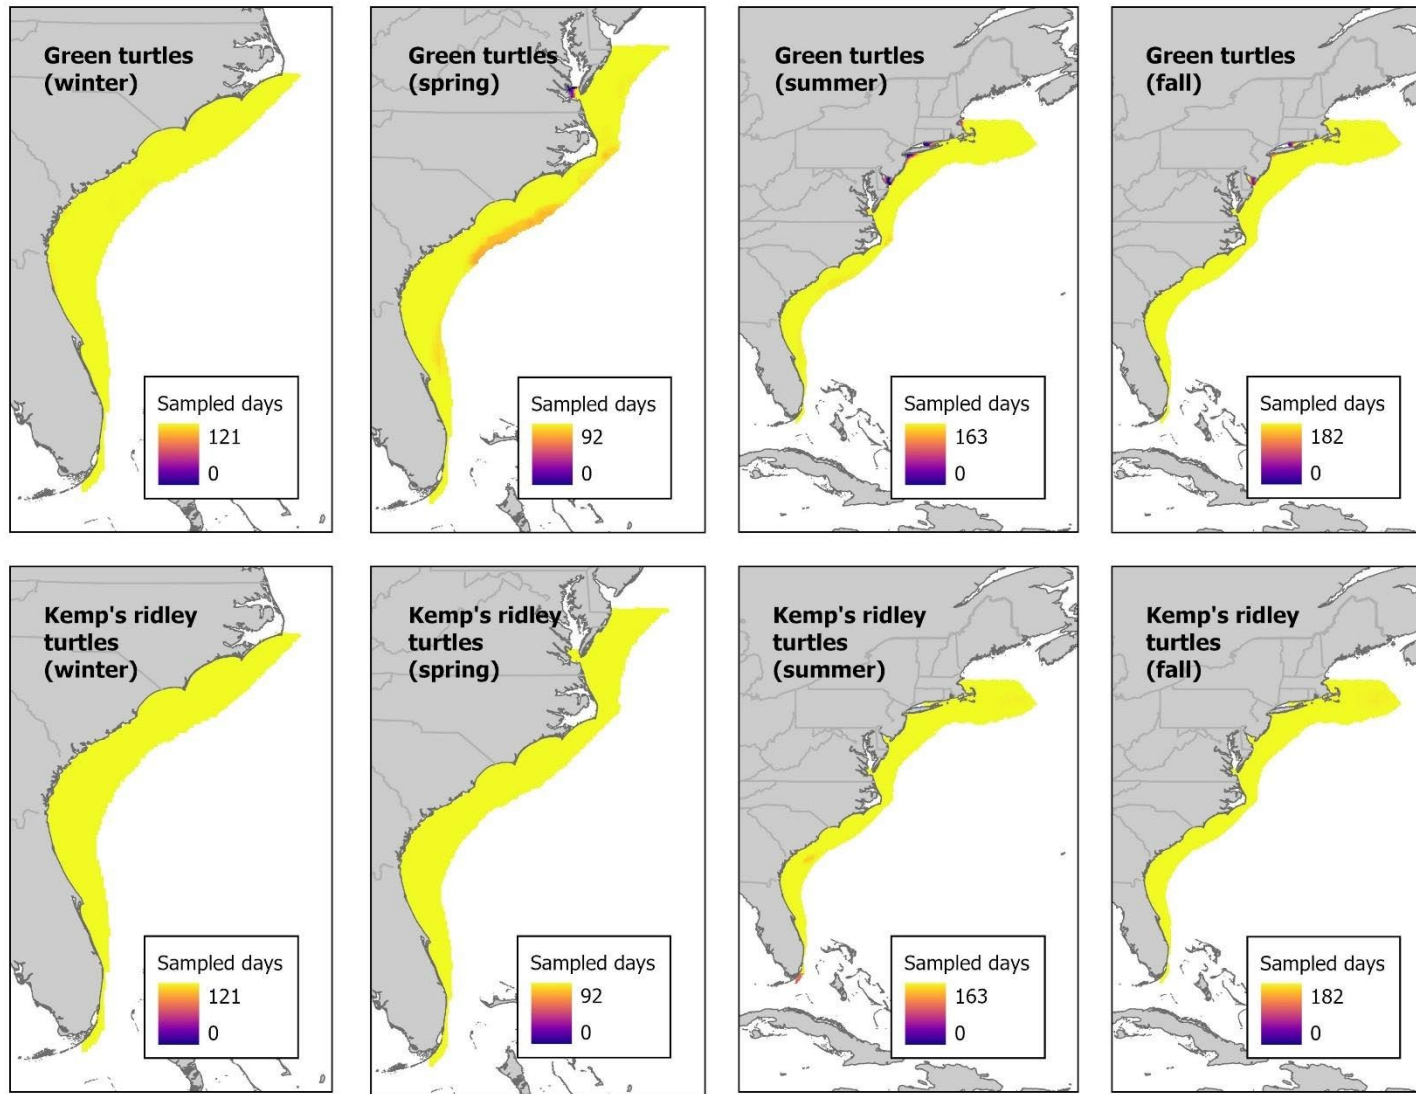 Green turtles
(winter)
Sampled days
121
0
Green turtles
(spring)
Sampled days
92
0
Green turtles
(summer)
Sampled days
163
0
Green turtles
(fall)
Sampled days
182
0
Kemp's ridley
turtles
(winter)
Sampled days
121
0
Kemp's ridley
turtles
(spring)
Sampled days
92
0
Kemp's ridley
turtles
(summer)
Sampled days
163
0
Kemp's ridley
turtles
(fall)
Sampled days
182
0